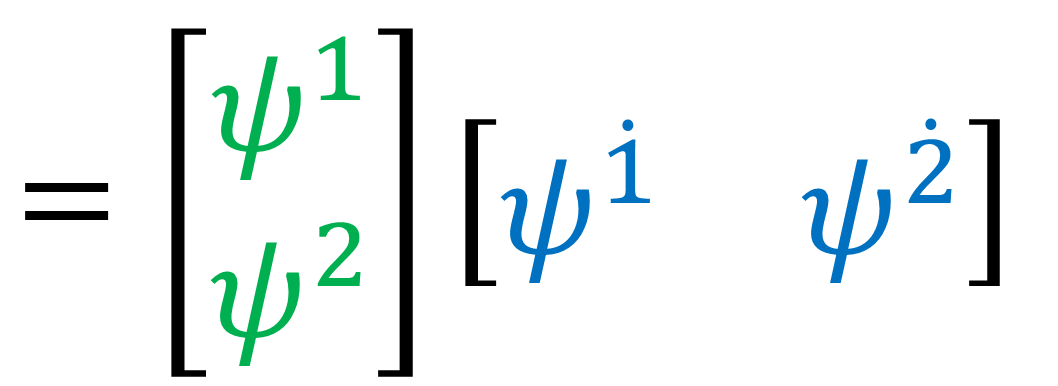 = [ψ¹ ψ²] [ψ^1̇ ψ^2̇]